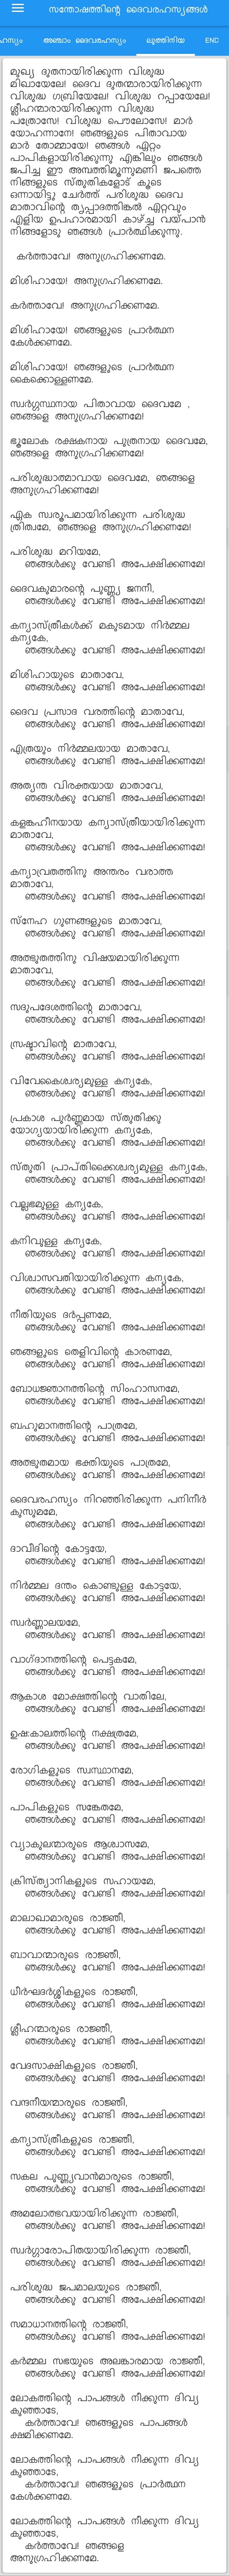 സന്തോഷത്തിന്റെ ദൈവരഹസ്യങ്ങൾ
ഹസ്യം അഞ്ചാം ദൈവരഹസ്യം ലുത്തിനിയ END
മുഖ്യ ദൂതനായിരിക്കുന്ന വിശുദ്ധ
മിഖായേലേ! ദൈവ ദൂതന്മാരായിരിക്കുന്ന
വിശുദ്ധ ഗബ്രിയേലേ! വിശുദ്ധ റപ്പായേലേ!
ശ്ലീഹന്മാരായിരിക്കുന്ന വിശുദ്ധ
പത്രോസേ! വിശുദ്ധ പൌലോസേ! മാർ
യോഹന്നാനേ! ഞങ്ങളുടെ പിതാവായ
മാർ തോമ്മായേ! ഞങ്ങൾ ഏറ്റം
പാപികളായിരിക്കുന്നു എങ്കിലും ഞങ്ങൾ
ജപിച്ച ഈ അമ്പത്തിമൂന്നുമണി ജപത്തെ
നിങ്ങളുടെ സ്തുതികളോട് കൂടെ
ഒന്നായിട്ടു ചേർത്ത് പരിശുദ്ധ ദൈവ
മാതാവിന്റെ തൃപ്പാദത്തിങ്കൽ ഏറ്റവും
എളിയ ഉപഹാരമായി കാഴ്ച്ച വയ്പാൻ
നിങ്ങളോടു ഞങ്ങൾ പ്രാർത്ഥിക്കുന്നു.
കർത്താവേ! അനുഗ്രഹിക്കണമേ.
മിശിഹായേ! അനുഗ്രഹിക്കണമേ.
കർത്താവേ! അനുഗ്രഹിക്കണമേ.
മിശിഹായേ! ഞങ്ങളുടെ പ്രാർത്ഥന
കേൾക്കണമേ.
മിശിഹായേ! ഞങ്ങളുടെ പ്രാർത്ഥന
കൈക്കൊള്ളണമേ.
സ്വർഗ്ഗസ്ഥനായ പിതാവായ ദൈവമേ ,
ഞങ്ങളെ അനുഗ്രഹിക്കണമേ!
ഭൂലോക രക്ഷകനായ പുത്രനായ ദൈവമേ,
ഞങ്ങളെ അനുഗ്രഹിക്കണമേ!
പരിശുദ്ധാത്മാവായ ദൈവമേ, ഞങ്ങളെ
അനുഗ്രഹിക്കണമേ!
ഏക സ്വരൂപമായിരിക്കുന്ന പരിശുദ്ധ
ത്രിത്വമേ, ഞങ്ങളെ അനുഗ്രഹിക്കണമേ!
പരിശുദ്ധ മറിയമേ,
ഞങ്ങൾക്കു വേണ്ടി അപേക്ഷിക്കണമേ!
ദൈവകുമാരന്റെ പുണ്ണ്യ ജനനീ,
ഞങ്ങൾക്കു വേണ്ടി അപേക്ഷിക്കണമേ!
കന്യാസ്ത്രീകൾക്ക് മകുടമായ നിർമ്മല
കന്യകേ,
ഞങ്ങൾക്കു വേണ്ടി അപേക്ഷിക്കണമേ!
മിശിഹായുടെ മാതാവേ,
ഞങ്ങൾക്കു വേണ്ടി അപേക്ഷിക്കണമേ!
ദൈവ പ്രസാദ വരത്തിന്റെ മാതാവേ,
ഞങ്ങൾക്കു വേണ്ടി അപേക്ഷിക്കണമേ!
എത്രയും നിർമ്മലയായ മാതാവേ,
ഞങ്ങൾക്കു വേണ്ടി അപേക്ഷിക്കണമേ!
അത്യന്ത വിരക്തയായ മാതാവേ,
ഞങ്ങൾക്കു വേണ്ടി അപേക്ഷിക്കണമേ!
കളങ്കഹീനയായ കന്യാസ്ത്രീയായിരിക്കുന്ന
മാതാവേ,
ഞങ്ങൾക്കു വേണ്ടി അപേക്ഷിക്കണമേ!
കന്യാവ്രതത്തിനു അന്തരം വരാത്ത
മാതാവേ,
ഞങ്ങൾക്കു വേണ്ടി അപേക്ഷിക്കണമേ!
സ്നേഹ ഗുണങ്ങളുടെ മാതാവേ,
ഞങ്ങൾക്കു വേണ്ടി അപേക്ഷിക്കണമേ!
അത്ഭുതത്തിനു വിഷയമായിരിക്കുന്ന
മാതാവേ,
ഞങ്ങൾക്കു വേണ്ടി അപേക്ഷിക്കണമേ!
സദുപദേശത്തിന്റെ മാതാവേ,
ഞങ്ങൾക്കു വേണ്ടി അപേക്ഷിക്കണമേ!
സ്രഷ്ടാവിന്റെ മാതാവേ,
ഞങ്ങൾക്കു വേണ്ടി അപേക്ഷിക്കണമേ!
വിവേകൈശ്വര്യമുള്ള കന്യകേ,
ഞങ്ങൾക്കു വേണ്ടി അപേക്ഷിക്കണമേ!
പ്രകാശ പൂർണ്ണമായ സ്തുതിക്കു
യോഗ്യയായിരിക്കുന്ന കന്യകേ,
ഞങ്ങൾക്കു വേണ്ടി അപേക്ഷിക്കണമേ!
സ്തുതി പ്രാപ്തിക്കൈശ്വര്യമുള്ള കന്യകേ,
ഞങ്ങൾക്കു വേണ്ടി അപേക്ഷിക്കണമേ!
വല്ലഭമുള്ള കന്യകേ,
ഞങ്ങൾക്കു വേണ്ടി അപേക്ഷിക്കണമേ!
കനിവുള്ള കന്യകേ,
ഞങ്ങൾക്കു വേണ്ടി അപേക്ഷിക്കണമേ!
വിശ്വാസവതിയായിരിക്കുന്ന കന്യകേ,
ഞങ്ങൾക്കു വേണ്ടി അപേക്ഷിക്കണമേ!
നീതിയുടെ ദർപ്പണമേ,
ഞങ്ങൾക്കു വേണ്ടി അപേക്ഷിക്കണമേ!
ഞങ്ങളുടെ തെളിവിന്റെ കാരണമേ,
ഞങ്ങൾക്കു വേണ്ടി അപേക്ഷിക്കണമേ!
ബോധജ്ഞാനത്തിന്റെ സിംഹാസനമേ,
ഞങ്ങൾക്കു വേണ്ടി അപേക്ഷിക്കണമേ!
ബഹുമാനത്തിന്റെ പാത്രമേ,
ഞങ്ങൾക്കു വേണ്ടി അപേക്ഷിക്കണമേ!
അത്ഭുതമായ ഭക്തിയുടെ പാത്രമേ,
ഞങ്ങൾക്കു വേണ്ടി അപേക്ഷിക്കണമേ!
ദൈവരഹസ്യം നിറഞ്ഞിരിക്കുന്ന പനിനീർ
കുസുമമേ,
ഞങ്ങൾക്കു വേണ്ടി അപേക്ഷിക്കണമേ!
ദാവീദിന്റെ കോട്ടയേ,
ഞങ്ങൾക്കു വേണ്ടി അപേക്ഷിക്കണമേ!
നിർമ്മല ദന്തം കൊണ്ടുള്ള കോട്ടയേ,
ഞങ്ങൾക്കു വേണ്ടി അപേക്ഷിക്കണമേ!
സ്വർണ്ണാലയമേ,
ഞങ്ങൾക്കു വേണ്ടി അപേക്ഷിക്കണമേ!
വാഗ്ദാനത്തിന്റെ പെട്ടകമേ,
ഞങ്ങൾക്കു വേണ്ടി അപേക്ഷിക്കണമേ!
ആകാശ മോക്ഷത്തിന്റെ വാതിലേ,
ഞങ്ങൾക്കു വേണ്ടി അപേക്ഷിക്കണമേ!
ഉഷഃകാലത്തിന്റെ നക്ഷത്രമേ,
ഞങ്ങൾക്കു വേണ്ടി അപേക്ഷിക്കണമേ!
രോഗികളുടെ സ്വസ്ഥാനമേ,
ഞങ്ങൾക്കു വേണ്ടി അപേക്ഷിക്കണമേ!
പാപികളുടെ സങ്കേതമേ,
ഞങ്ങൾക്കു വേണ്ടി അപേക്ഷിക്കണമേ!
വ്യാകുലന്മാരുടെ ആശ്വാസമേ,
ഞങ്ങൾക്കു വേണ്ടി അപേക്ഷിക്കണമേ!
ക്രിസ്ത്യാനികളുടെ സഹായമേ,
ഞങ്ങൾക്കു വേണ്ടി അപേക്ഷിക്കണമേ!
മാലാഖാമാരുടെ രാജ്ഞീ,
ഞങ്ങൾക്കു വേണ്ടി അപേക്ഷിക്കണമേ!
ബാവാന്മാരുടെ രാജ്ഞീ,
ഞങ്ങൾക്കു വേണ്ടി അപേക്ഷിക്കണമേ!
ധീർഘദർശ്ശികളുടെ രാജ്ഞീ,
ഞങ്ങൾക്കു വേണ്ടി അപേക്ഷിക്കണമേ!
ശ്ലീഹന്മാരുടെ രാജ്ഞീ,
ഞങ്ങൾക്കു വേണ്ടി അപേക്ഷിക്കണമേ!
വേദസാക്ഷികളുടെ രാജ്ഞീ,
ഞങ്ങൾക്കു വേണ്ടി അപേക്ഷിക്കണമേ!
വന്ദനീയന്മാരുടെ രാജ്ഞീ,
ഞങ്ങൾക്കു വേണ്ടി അപേക്ഷിക്കണമേ!
കന്യാസ്ത്രീകളുടെ രാജ്ഞീ,
ഞങ്ങൾക്കു വേണ്ടി അപേക്ഷിക്കണമേ!
സകല പുണ്ണ്യവാൻമാരുടെ രാജ്ഞീ,
ഞങ്ങൾക്കു വേണ്ടി അപേക്ഷിക്കണമേ!
അമലോത്ഭവയായിരിക്കുന്ന രാജ്ഞീ,
ഞങ്ങൾക്കു വേണ്ടി അപേക്ഷിക്കണമേ!
സ്വർഗ്ഗാരോപിതയായിരിക്കുന്ന രാജ്ഞീ,
ഞങ്ങൾക്കു വേണ്ടി അപേക്ഷിക്കണമേ!
പരിശുദ്ധ ജപമാലയുടെ രാജ്ഞീ,
ഞങ്ങൾക്കു വേണ്ടി അപേക്ഷിക്കണമേ!
സമാധാനത്തിന്റെ രാജ്ഞീ,
ഞങ്ങൾക്കു വേണ്ടി അപേക്ഷിക്കണമേ!
കർമ്മല സഭയുടെ അലങ്കാരമായ രാജ്ഞീ,
ഞങ്ങൾക്കു വേണ്ടി അപേക്ഷിക്കണമേ!
ലോകത്തിന്റെ പാപങ്ങൾ നീക്കുന്ന ദിവ്യ
കുഞ്ഞാടേ,
കർത്താവേ! ഞങ്ങളുടെ പാപങ്ങൾ
ക്ഷമിക്കണമേ.
ലോകത്തിന്റെ പാപങ്ങൾ നീക്കുന്ന ദിവ്യ
കുഞ്ഞാടേ,
കർത്താവേ! ഞങ്ങളുടെ പ്രാർത്ഥന
കേൾക്കണമേ.
ലോകത്തിന്റെ പാപങ്ങൾ നീക്കുന്ന ദിവ്യ
കുഞ്ഞാടേ,
കർത്താവേ! ഞങ്ങളെ
അനുഗ്രഹിക്കണമേ.